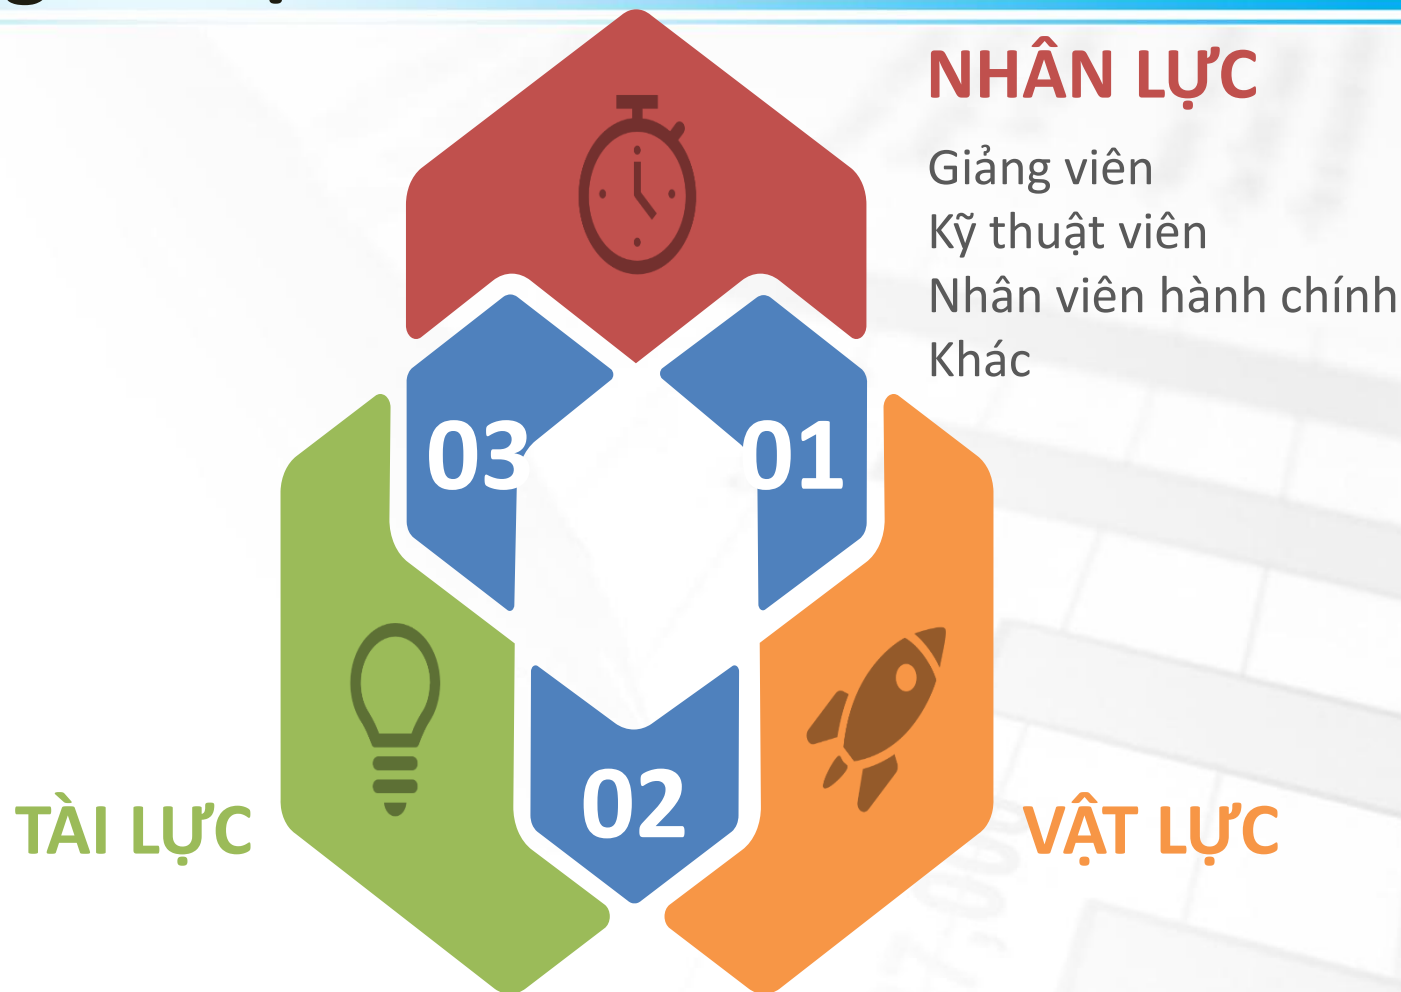 NHÂN LỰC
Giảng viên
Kỹ thuật viên
Nhân viên hành chính
Khác
03
01
02
TÀI LỰC
VẬT LỰC